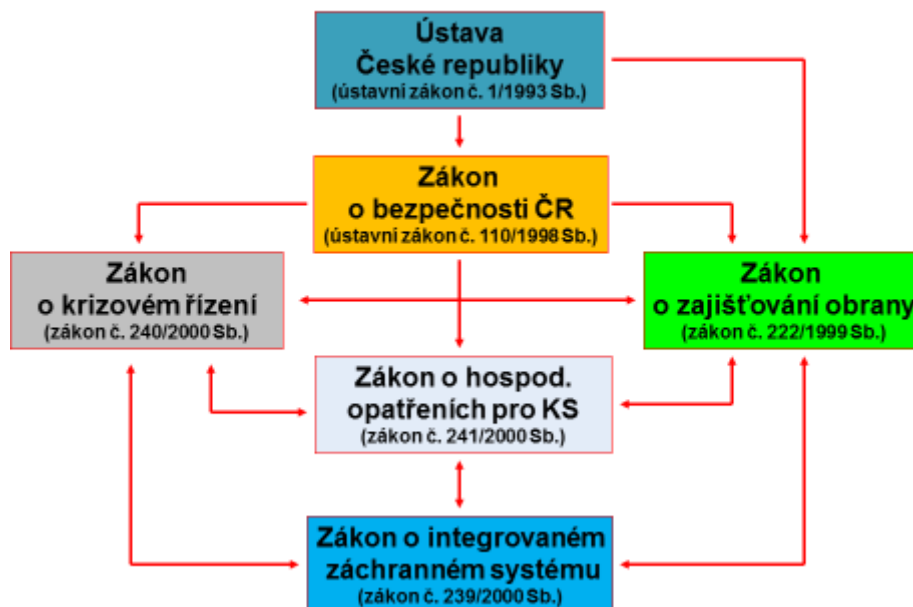 Ústava
České republiky
(ústavní zákon č. 1/1993 Sb.)
Zákon
o bezpečnosti ČR
(ústavní zákon č. 110/1998 Sb.)
Zákon
o krizovém řízení
(zákon č. 240/2000 Sb.)
Zákon
o zajišťování obrany
(zákon č. 222/1999 Sb.)
Zákon o hospod.
opatřeních pro KS
(zákon č. 241/2000 Sb.)
Zákon o integrovaném
záchranném systému
(zákon č. 239/2000 Sb.)